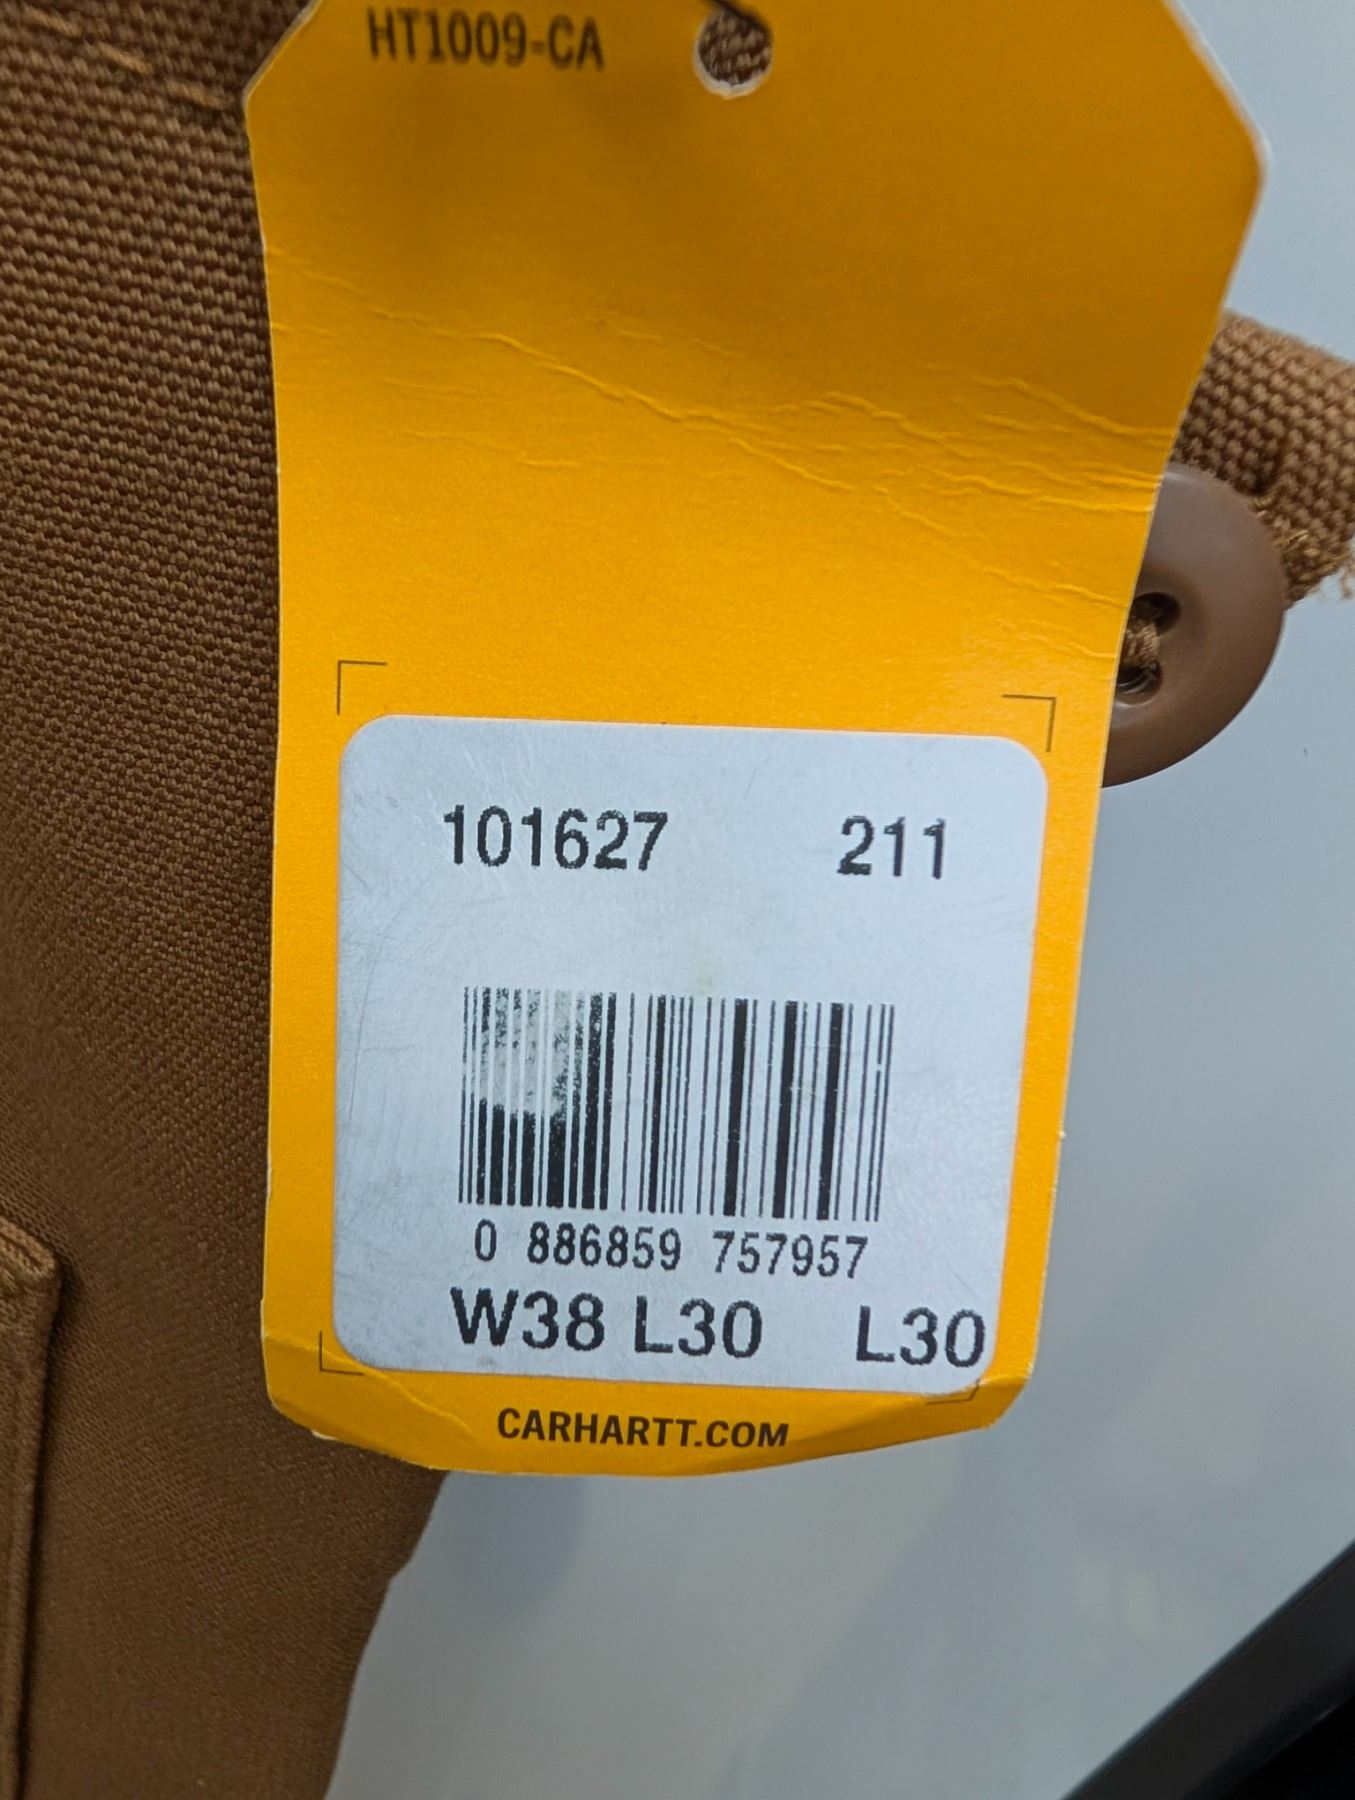 HT1009-CA
101627 211
0 886859 757957
W38 L30 L30
CARHARTT.COM